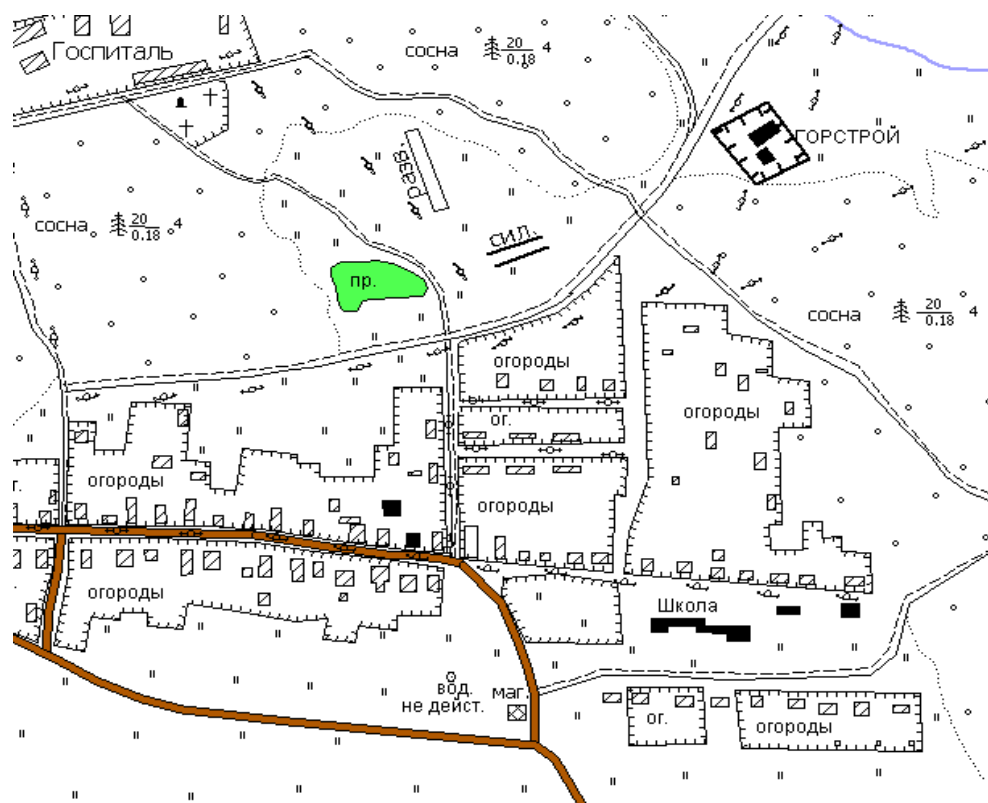 Госпиталь
сосна 20 4
0.18
ГОРСТРОЙ
разв.
сосна 20 4
0.18
сил.
пр.
сосна 20 4
0.18
огороды
огороды
ог.
огороды
г.
огороды
огороды
Школа
вод.
не дейст.
маг.
ог.
огороды